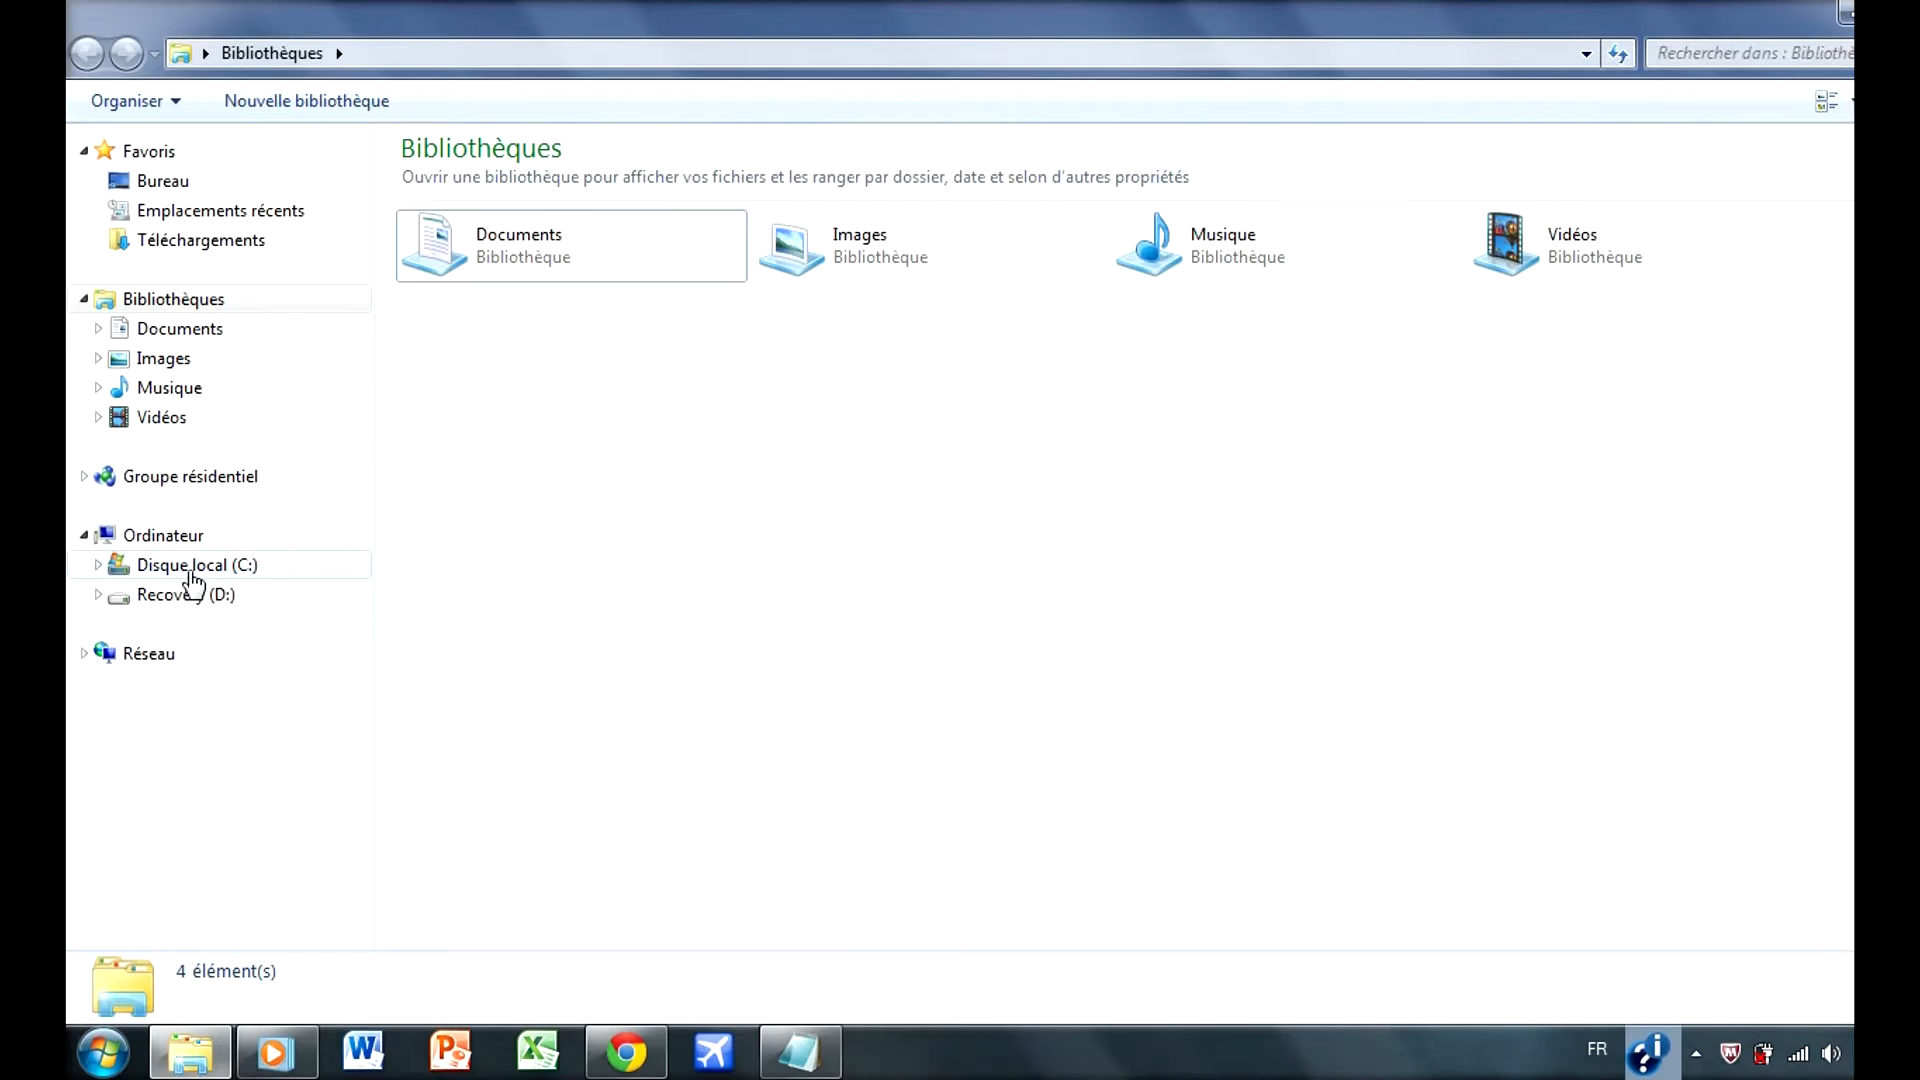 Bibliothèques
Rechercher dans : Bibliothè
Organiser
Nouvelle bibliothèque
Favoris
Bureau
Emplacements récents
Téléchargements
Bibliothèques
Documents
Images
Musique
Vidéos
Groupe résidentiel
Ordinateur
Disque local (C:)
Recovery (D:)
Réseau
Bibliothèques
Ouvrir une bibliothèque pour afficher vos fichiers et les ranger par dossier, date et selon d'autres propriétés
Documents
Bibliothèque
Images
Bibliothèque
Musique
Bibliothèque
Vidéos
Bibliothèque
4 élément(s)
FR